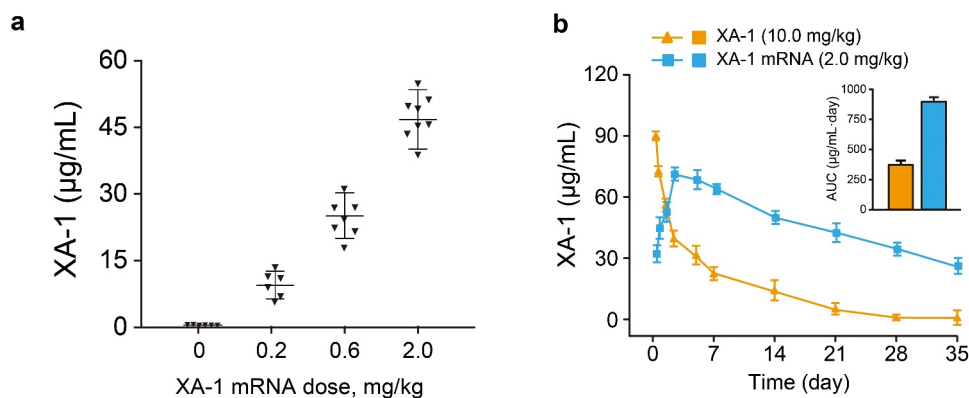 a
60
45
30
15
0
XA-1 (µg/mL)
0 0.2 0.6 2.0
XA-1 mRNA dose, mg/kg
b
XA-1 (10.0 mg/kg)
XA-1 mRNA (2.0 mg/kg)
120
90
60
30
0
XA-1 (µg/mL)
0 7 14 21 28 35
Time (day)
1000
750
500
250
0
AUC (µg/mL·day)